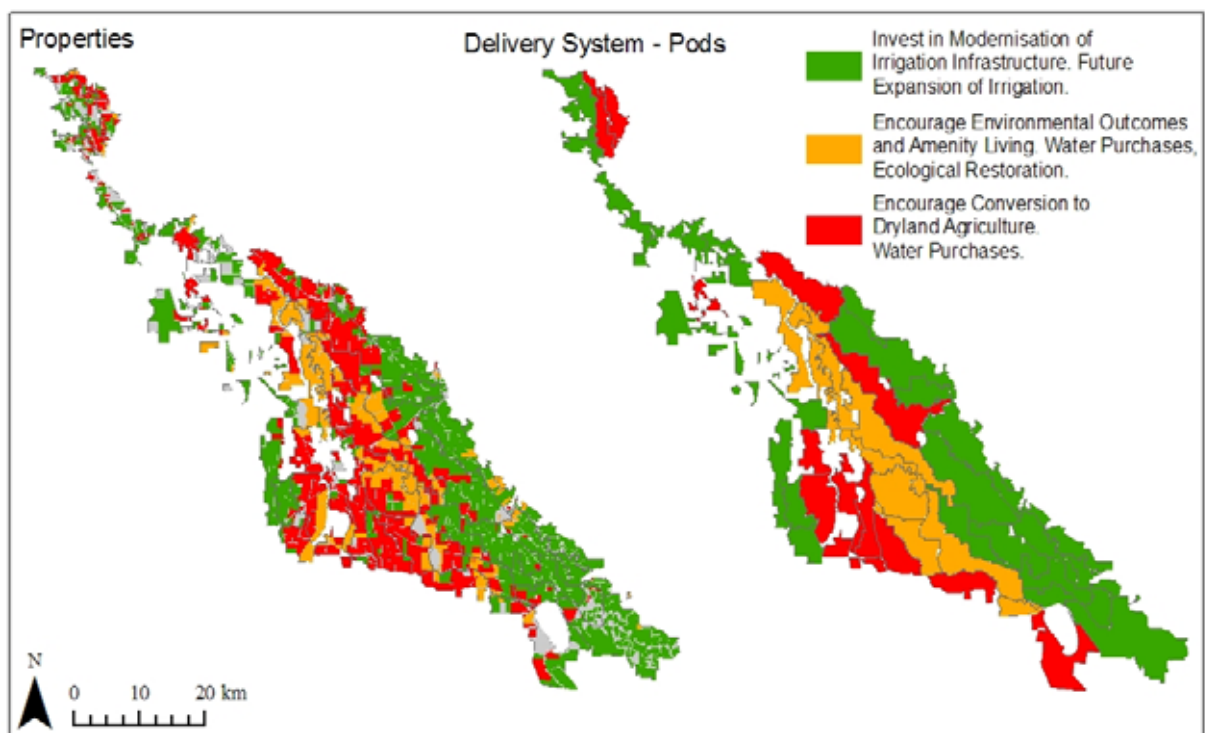 Properties
Delivery System - Pods
Invest in Modernisation of
Irrigation Infrastructure. Future
Expansion of Irrigation.
Encourage Environmental Outcomes
and Amenity Living. Water Purchases,
Ecological Restoration.
Encourage Conversion to
Dryland Agriculture.
Water Purchases.
N
0 10 20 km